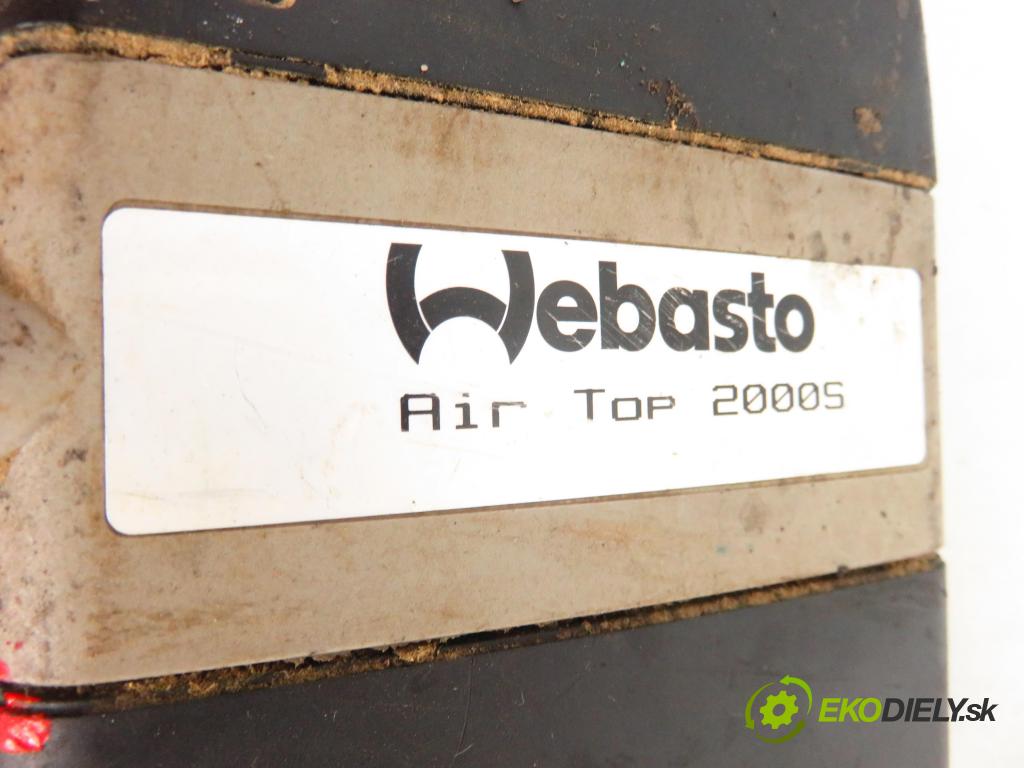 Webasto
Air Top 2000S
EKODIELY.sk